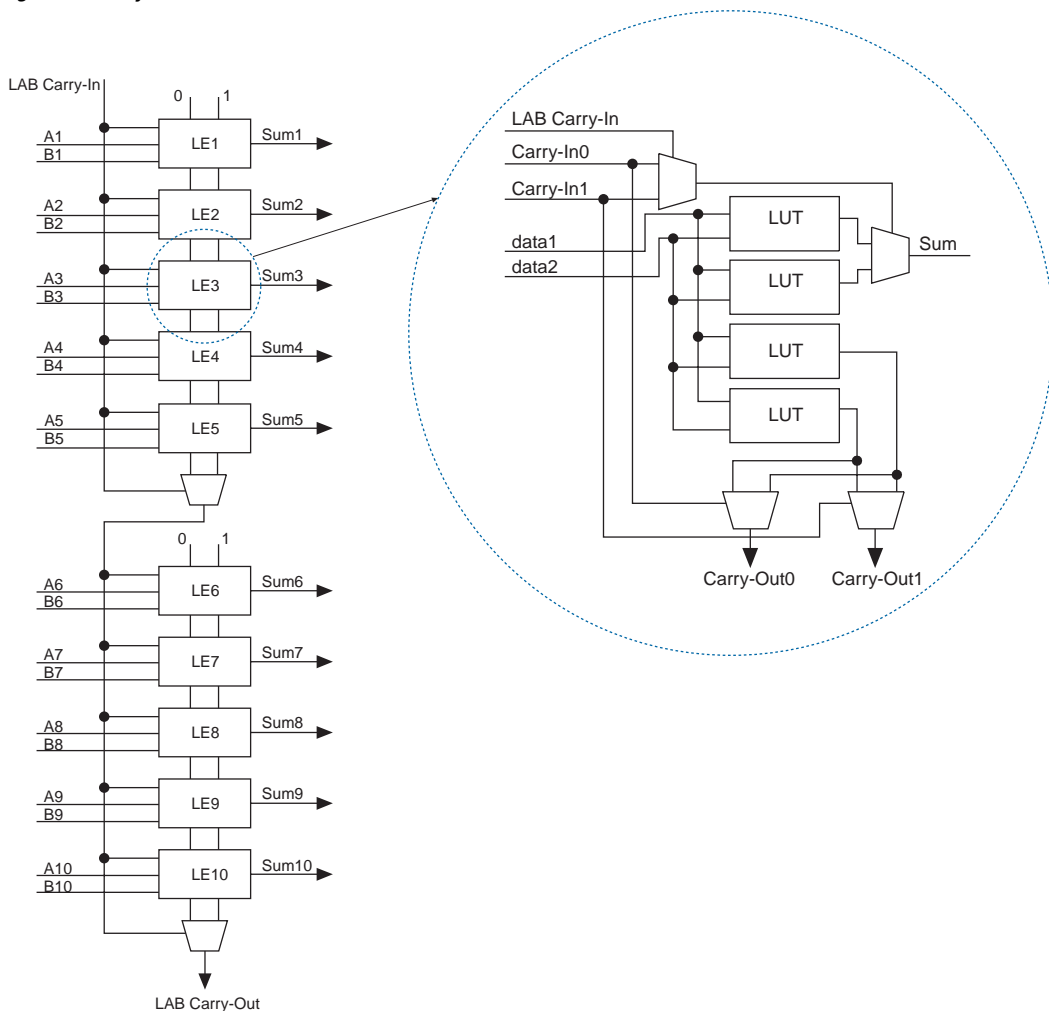 LAB Carry-In
0 1
A1
B1
LE1
Sum1
A2
B2
LE2
Sum2
A3
B3
LE3
Sum3
A4
B4
LE4
Sum4
A5
B5
LE5
Sum5
0 1
A6
B6
LE6
Sum6
A7
B7
LE7
Sum7
A8
B8
LE8
Sum8
A9
B9
LE9
Sum9
A10
B10
LE10
Sum10
LAB Carry-Out
LAB Carry-In
Carry-In0
Carry-In1
data1
data2
LUT
LUT
LUT
LUT
Sum
Carry-Out0 Carry-Out1